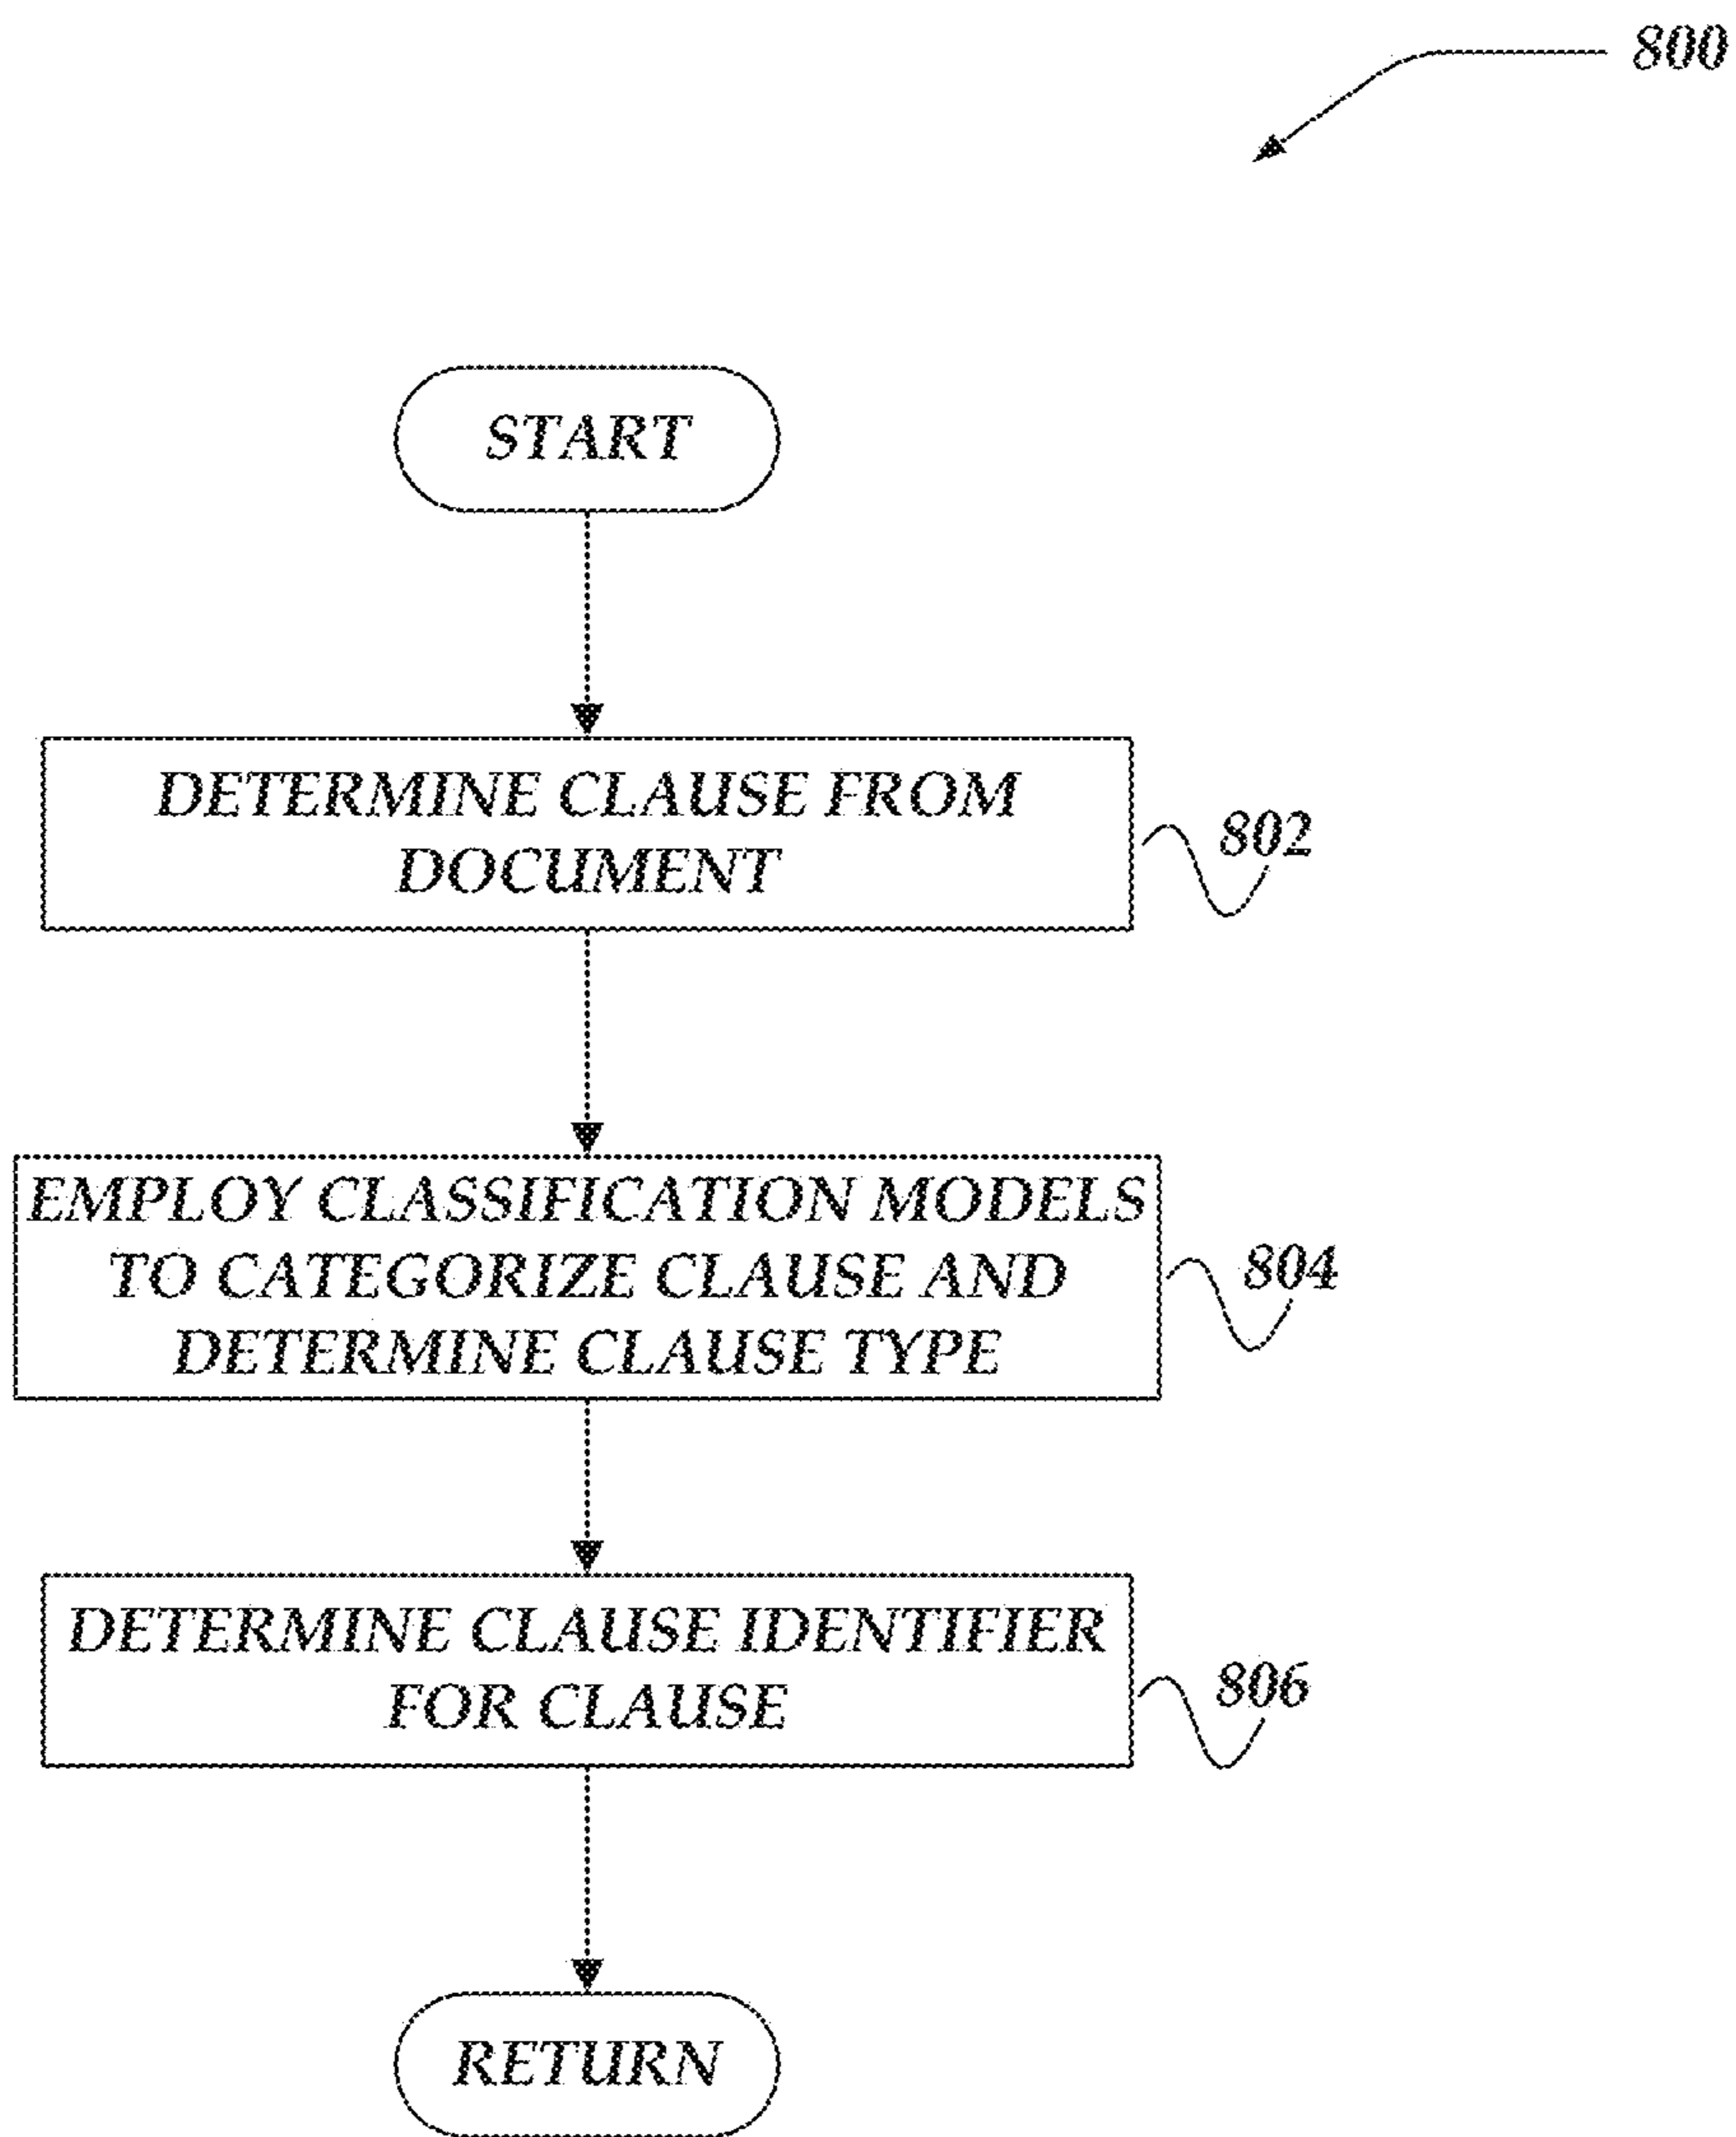 800
START
DETERMINE CLAUSE FROM
DOCUMENT
802
EMPLOY CLASSIFICATION MODELS
TO CATEGORIZE CLAUSE AND
DETERMINE CLAUSE TYPE
804
DETERMINE CLAUSE IDENTIFIER
FOR CLAUSE
806
RETURN